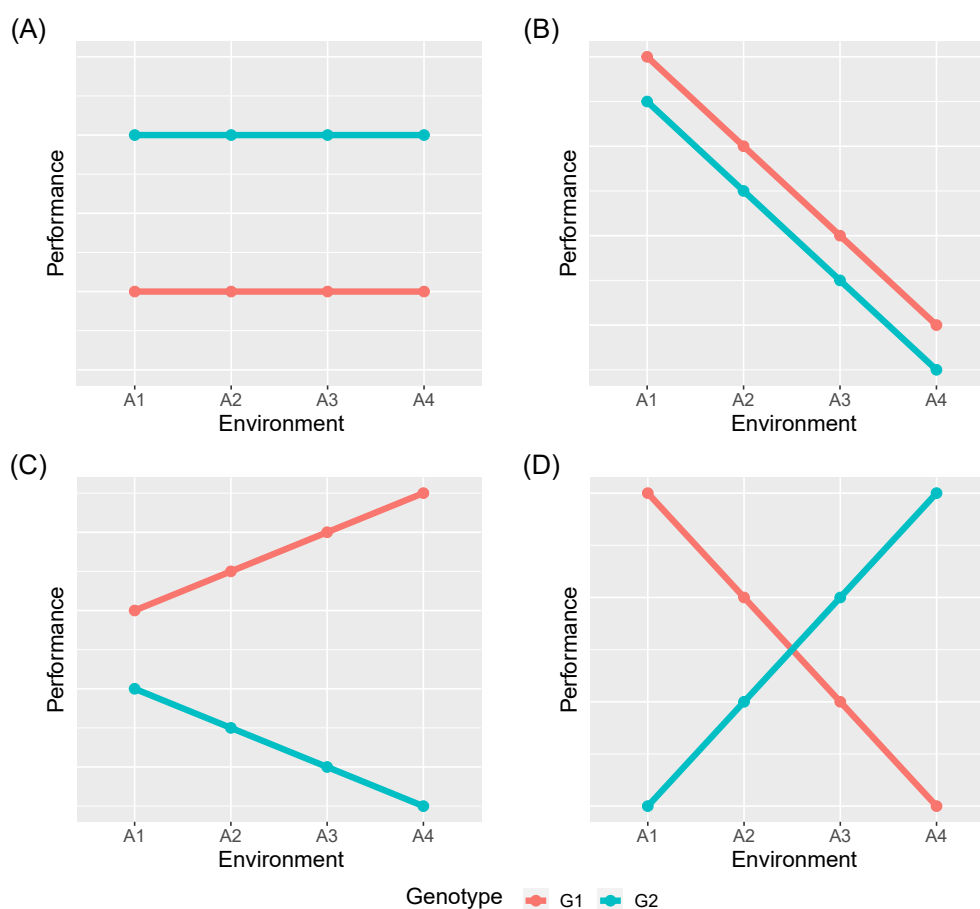 (A)
(B)
Performance
Performance
A1 A2 A3 A4
A1 A2 A3 A4
Environment
Environment
(C)
(D)
Performance
Performance
A1 A2 A3 A4
A1 A2 A3 A4
Environment
Environment
Genotype G1 G2